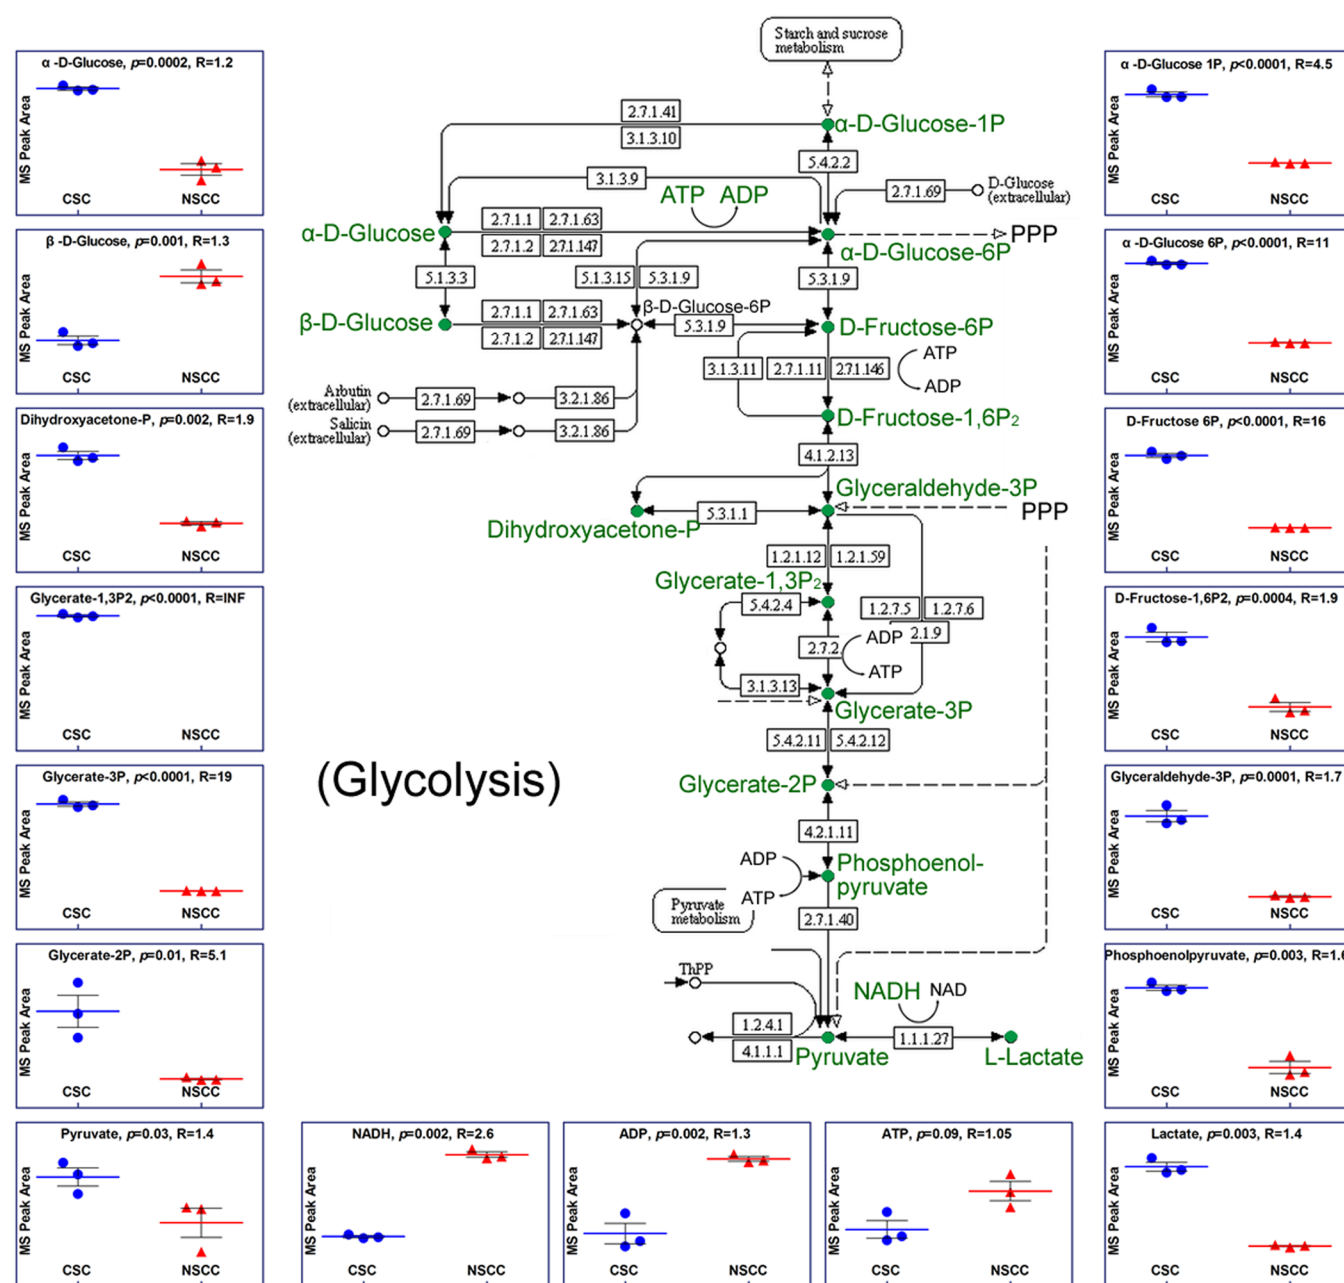 α -D-Glucose, p=0.0002, R=1.2
MS Peak Area
CSC NSCC
β -D-Glucose, p=0.001, R=1.3
MS Peak Area
CSC NSCC
Dihydroxyacetone-P, p=0.002, R=1.9
MS Peak Area
CSC NSCC
Glycerate-1,3P2, p<0.0001, R=INF
MS Peak Area
CSC NSCC
Glycerate-3P, p<0.0001, R=19
MS Peak Area
CSC NSCC
Glycerate-2P, p=0.01, R=5.1
MS Peak Area
CSC NSCC
Pyruvate, p=0.03, R=1.4
MS Peak Area
CSC NSCC
Starch and sucrose
metabolism
2.7.1.41
α-D-Glucose-1P
3.1.3.10
5.4.2.2
3.1.3.9
ATP ADP
2.7.1.69
D-Glucose
(extracellular)
α-D-Glucose
2.7.1.1 2.7.1.63
2.7.1.2 27.1.147
PPP
α-D-Glucose-6P
5.1.3.3
5.1.3.15 5.3.1.9
5.3.1.9
β-D-Glucose
2.7.1.1 2.7.1.63
2.7.1.2 27.1.147
β-D-Glucose-6P
5.3.1.9
D-Fructose-6P
3.1.3.11 2.7.1.11 27.1.146
ATP
ADP
Arbutin
(extracellular)
2.7.1.69 3.2.1.86
D-Fructose-1,6P2
Salicin
(extracellular)
2.7.1.69 3.2.1.86
4.1.2.13
Glyceraldehyde-3P
Dihydroxyacetone-P
5.3.1.1
PPP
1.2.1.12 1.2.1.59
Glycerate-1,3P2
5.4.2.4
1.2.7.5 1.2.7.6
2.1.9
2.7.2
ADP
ATP
3.1.3.13
Glycerate-3P
5.4.2.11 5.4.2.12
(Glycolysis)
Glycerate-2P
4.2.1.11
ADP
ATP
Phosphoenol-
pyruvate
Pyruvate
metabolism
2.7.1.40
ThPP
NADH NAD
1.2.4.1
4.1.1.1
Pyruvate
1.1.1.27
L-Lactate
α -D-Glucose 1P, p<0.0001, R=4.5
MS Peak Area
CSC NSCC
α -D-Glucose 6P, p<0.0001, R=11
MS Peak Area
CSC NSCC
D-Fructose 6P, p<0.0001, R=16
MS Peak Area
CSC NSCC
D-Fructose-1,6P2, p=0.0004, R=1.9
MS Peak Area
CSC NSCC
Glyceraldehyde-3P, p=0.0001, R=1.7
MS Peak Area
CSC NSCC
Phosphoenolpyruvate, p=0.003, R=1.6
MS Peak Area
CSC NSCC
NADH, p=0.002, R=2.6
MS Peak Area
CSC NSCC
ADP, p=0.002, R=1.3
MS Peak Area
CSC NSCC
ATP, p=0.09, R=1.05
MS Peak Area
CSC NSCC
Lactate, p=0.003, R=1.4
MS Peak Area
CSC NSCC